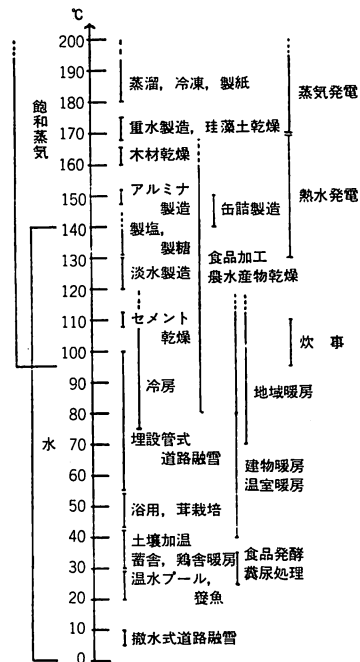 ℃
200
190
180
170
160
150
140
130
120
110
100
90
80
70
60
50
40
30
20
10
0
飽和蒸気
水
蒸溜，冷凍，製紙
重水製造，珪藻土乾燥
木材乾燥
アルミナ
製造
製塩，
製糖
淡水製造
セメント
乾燥
冷房
埋設管式
道路融雪
浴用，茸栽培
土壌加温
蓄舎，鶏舎暖房
温水プール，
養魚
撒水式道路融雪
缶詰製造
食品加工
農水産物乾燥
蒸気発電
熱水発電
炊事
地域暖房
建物暖房
温室暖房
食品発酵
糞尿処理